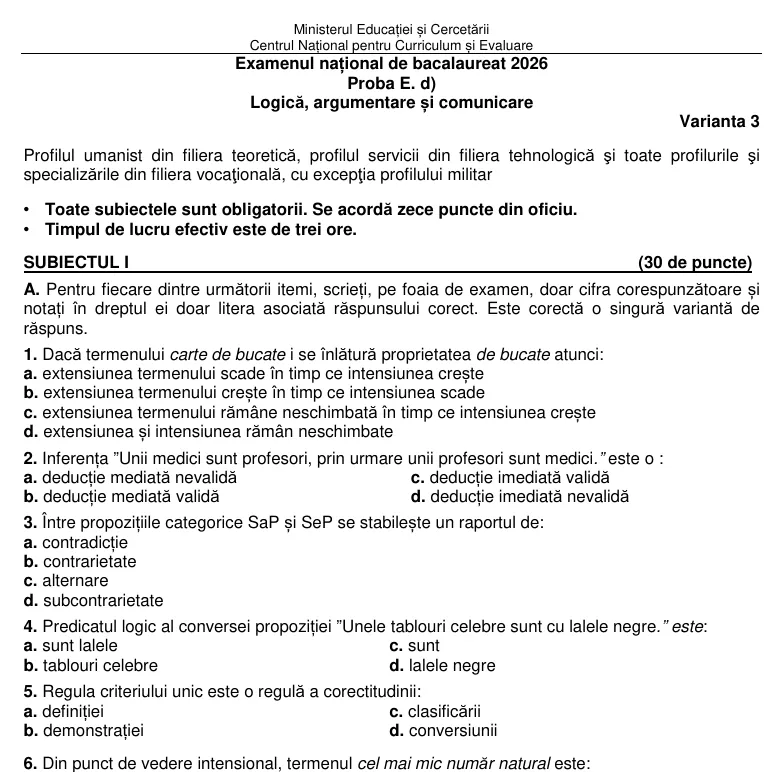 Ministerul Educației și Cercetării
Centrul Național pentru Curriculum și Evaluare
Examenul național de bacalaureat 2026
Proba E. d)
Logică, argumentare și comunicare
Varianta 3
Profilul umanist din filiera teoretică, profilul servicii din filiera tehnologică şi toate profilurile şi
specializările din filiera vocaţională, cu excepţia profilului militar
• Toate subiectele sunt obligatorii. Se acordă zece puncte din oficiu.
• Timpul de lucru efectiv este de trei ore.
SUBIECTUL I (30 de puncte)
A. Pentru fiecare dintre următorii itemi, scrieți, pe foaia de examen, doar cifra corespunzătoare și
notați în dreptul ei doar litera asociată răspunsului corect. Este corectă o singură variantă de
răspuns.
1. Dacă termenului carte de bucate i se înlătură proprietatea de bucate atunci:
a. extensiunea termenului scade în timp ce intensiunea crește
b. extensiunea termenului crește în timp ce intensiunea scade
c. extensiunea termenului rămâne neschimbată în timp ce intensiunea crește
d. extensiunea și intensiunea rămân neschimbate
2. Inferența ”Unii medici sunt profesori, prin urmare unii profesori sunt medici.” este o :
a. deducție mediată nevalidă c. deducție imediată validă
b. deducție mediată validă d. deducție imediată nevalidă
3. Între propozițiile categorice SaP și SeP se stabilește un raportul de:
a. contradicție
b. contrarietate
c. alternare
d. subcontrarietate
4. Predicatul logic al conversei propoziției ”Unele tablouri celebre sunt cu lalele negre.” este:
a. sunt lalele c. sunt
b. tablouri celebre d. lalele negre
5. Regula criteriului unic este o regulă a corectitudinii:
a. definiției c. clasificării
b. demonstrației d. conversiunii
6. Din punct de vedere intensional, termenul cel mai mic număr natural este: